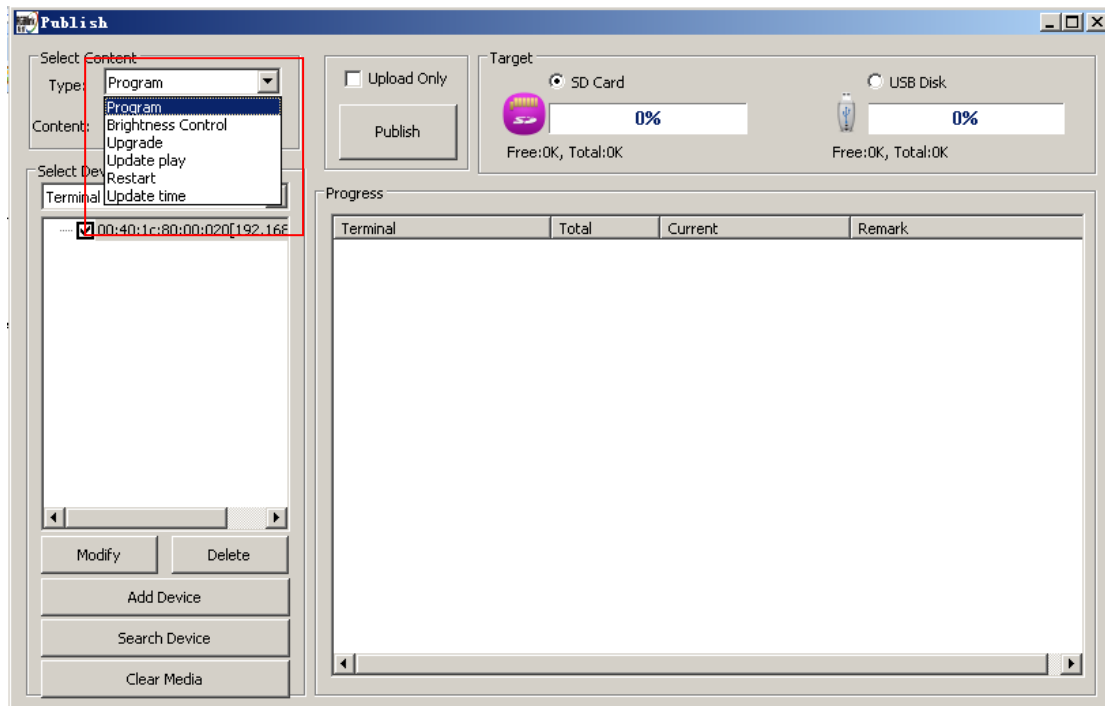 Publish
Select Content
Type:
Program
Program
Brightness Control
Upgrade
Update play
Restart
Update time
Content:
Select
Terminal
00:40:1c:80:00:020[192.168
Modify
Delete
Add Device
Search Device
Clear Media
Upload Only
Publish
Target
SD Card
0%
Free:0K, Total:0K
USB Disk
0%
Free:0K, Total:0K
Progress
Terminal Total Current Remark